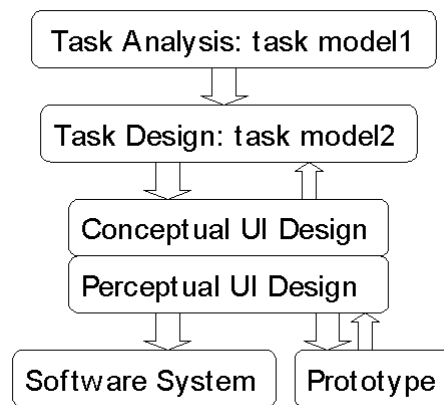 Task Analysis: task model1
Task Design: task model2
Conceptual UI Design
Perceptual UI Design
Software System
Prototype